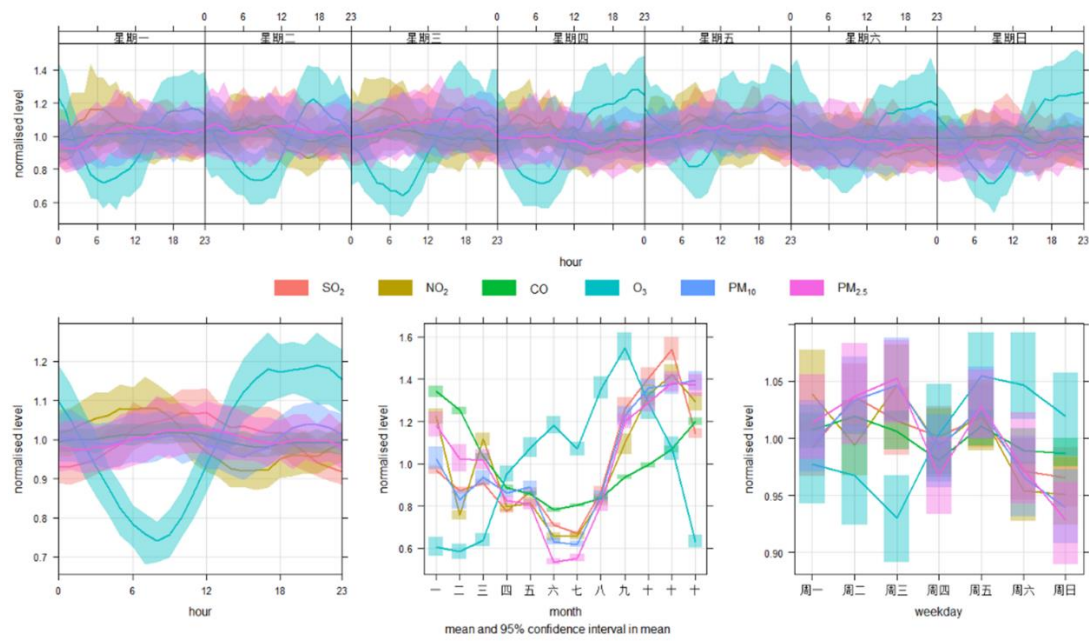 0 6 12 18 23 0 6 12 18 23 0 6 12 18 23
星期一 星期二 星期三 星期四 星期五 星期六 星期日
1.4
1.2
1.0
0.8
0.6
normalised level
0 6 12 18 23 0 6 12 18 23 0 6 12 18 23 0 6 12 18 23
hour
SO₂ NO₂ CO O₃ PM₁₀ PM₂.₅
1.2
1.1
1.0
0.9
0.8
0.7
normalised level
0 6 12 18 23
hour
1.6
1.4
1.2
1.0
0.8
0.6
normalised level
一 二 三 四 五 六 七 八 九 十 十 十
month
mean and 95% confidence interval in mean
1.05
1.00
0.95
0.90
normalised level
周一 周二 周三 周四 周五 周六 周日
weekday